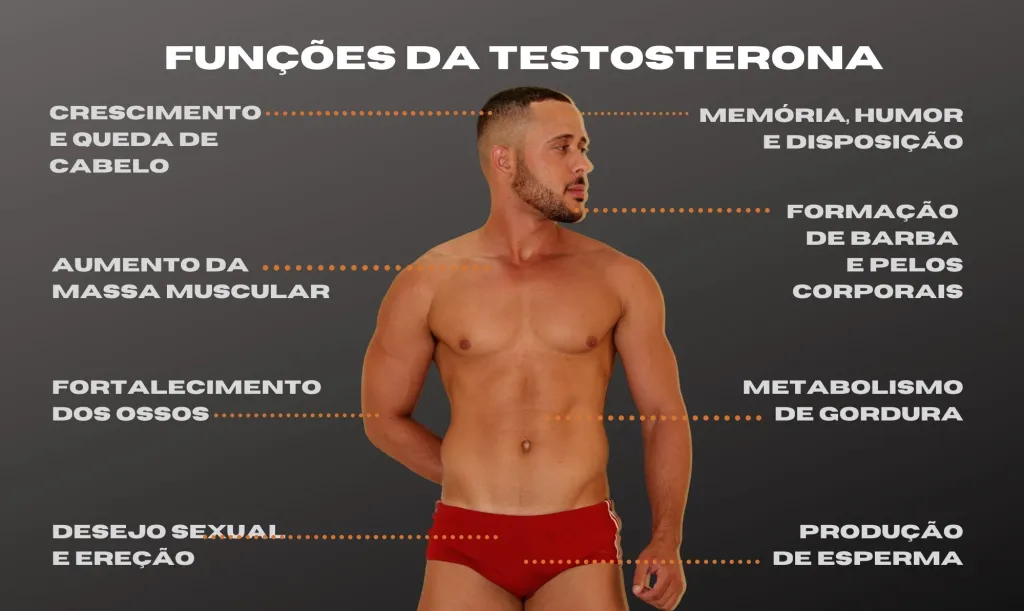 FUNÇÕES DA TESTOSTERONA
CRESCIMENTO
E QUEDA DE
CABELO
MEMÓRIA, HUMOR
E DISPOSIÇÃO
FORMAÇÃO
DE BARBA
E PELOS
CORPORAIS
AUMENTO DA
MASSA MUSCULAR
FORTALECIMENTO
DOS OSSOS
METABOLISMO
DE GORDURA
DESEJO SEXUAL
E EREÇÃO
PRODUÇÃO
DE ESPERMA